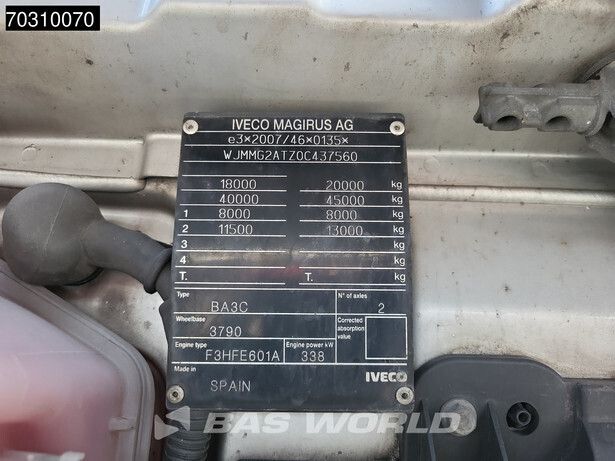 70310070
IVECO MAGIRUS AG
e3×2007/46×0135×
WJMMG2ATZ0C437560
18000 20000 kg
40000 45000 kg
1 8000 8000 kg
2 11500 13000 kg
3 kg
4 kg
T. T. kg
Type BA3C N° of axles 2
Wheelbase 3790 Corrected absorption value
Engine type F3HFE601A Engine power kW 338
Made in SPAIN IVECO
BAS WORLD